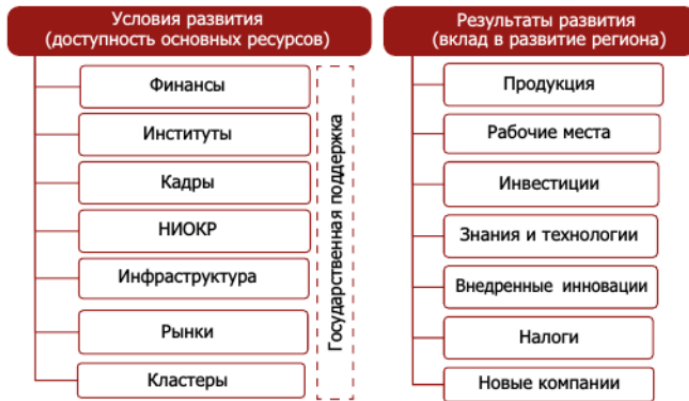 Условия развития
(доступность основных ресурсов)
Финансы
Институты
Кадры
НИОКР
Инфраструктура
Рынки
Кластеры
Государственная поддержка
Результаты развития
(вклад в развитие региона)
Продукция
Рабочие места
Инвестиции
Знания и технологии
Внедренные инновации
Налоги
Новые компании